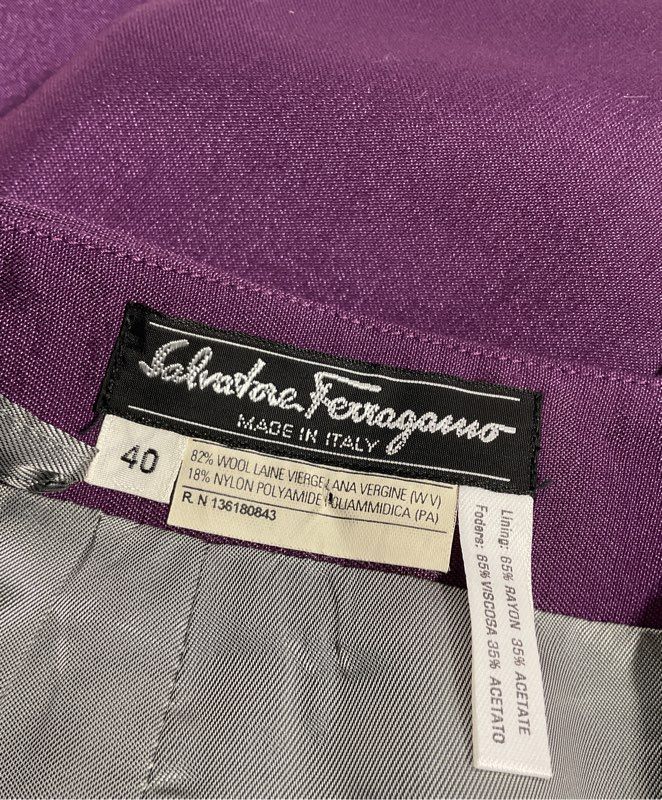 Salvatore Ferragamo
MADE IN ITALY
40
82% WOOL LAINE VIERGE LANA VERGINE (WV)
18% NYLON POLYAMIDE POLIAMMIDICA (PA)
R. N 136180843
Lining: 65% RAYON 35% ACETATE
Fodera: 65% VISCOSA 35% ACETATO